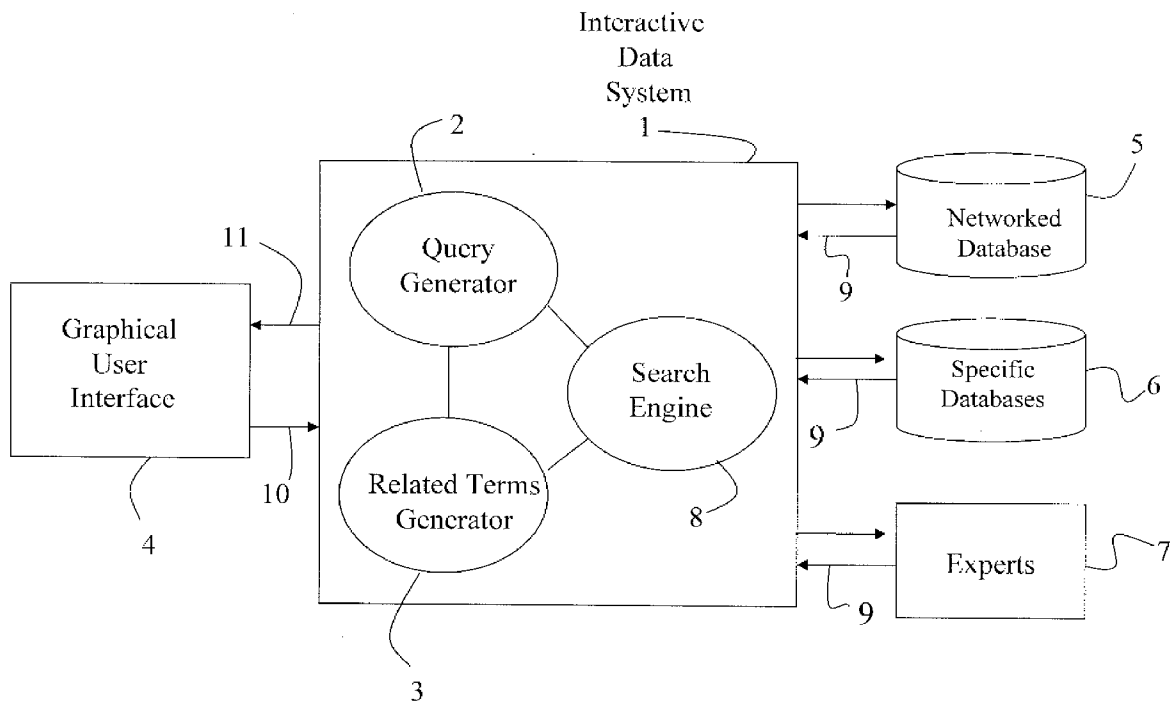 Interactive
Data
System
1
2
5
Networked
Database
9
Query
Generator
11
Graphical
User
Interface
10
4
Search
Engine
8
Specific
Databases
6
9
Related Terms
Generator
3
Experts
7
9